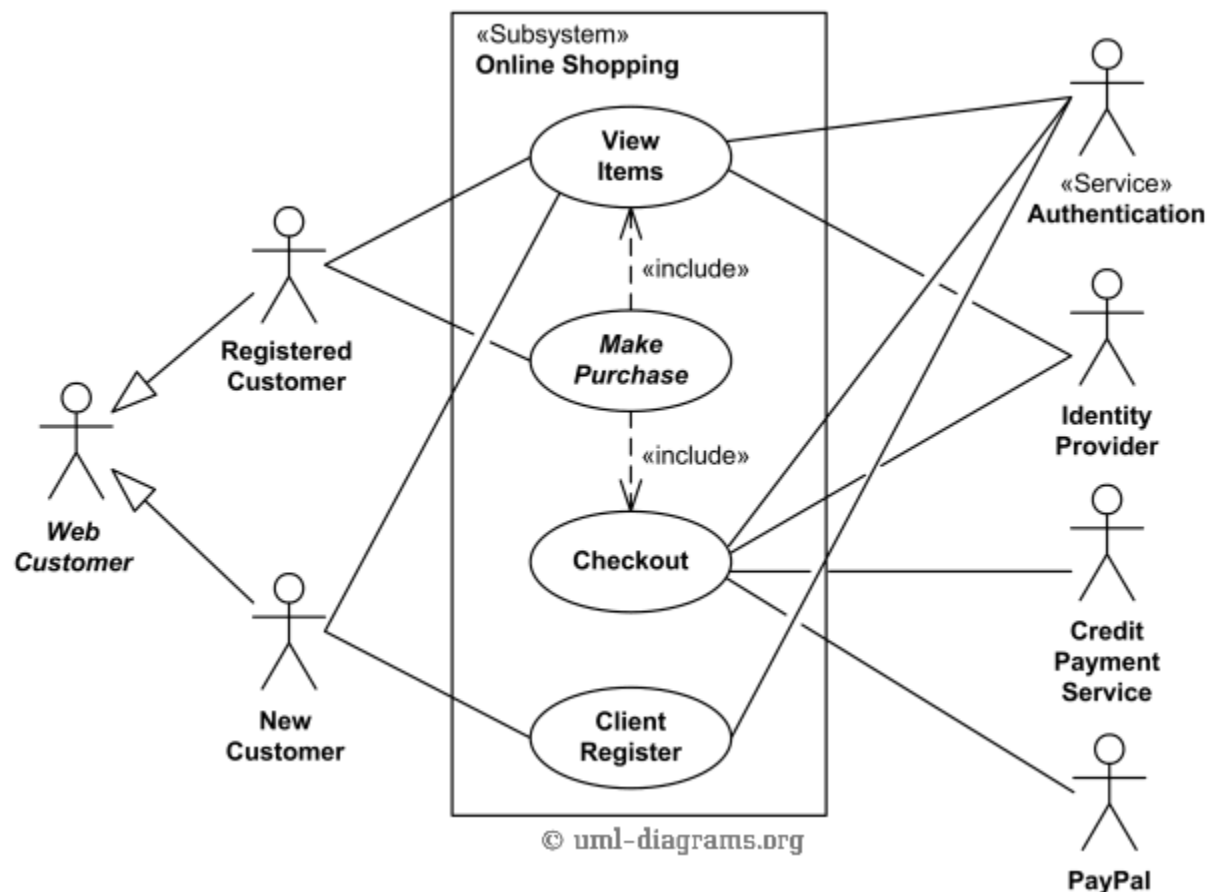 «Subsystem»
Online Shopping
View
Items
«Service»
Authentication
«include»
Registered
Customer
Make
Purchase
Identity
Provider
«include»
Web
Customer
Checkout
Credit
Payment
Service
New
Customer
Client
Register
© uml-diagrams.org
PayPal